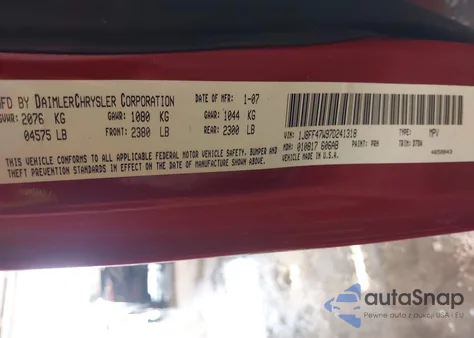 MFD BY DAIMLERCHRYSLER CORPORATION DATE OF MFR: 1-07
GVWR: 2076 KG GAWR: 1080 KG GAWR: 1044 KG
04575 LB FRONT: 2380 LB REAR: 2300 LB
THIS VEHICLE CONFORMS TO ALL APPLICABLE FEDERAL MOTOR VEHICLE SAFETY, BUMPER AND
THEFT PREVENTION STANDARDS IN EFFECT ON THE DATE OF MANUFACTURE SHOWN ABOVE.
VIN: 1J8FF47W97D241318 TYPE: MPV
MDH: 010817 606AB PAINT: PRH TRIM:
VEHICLE MADE IN U.S.A.
autoSnap
Pewne auta z aukcji USA - EU